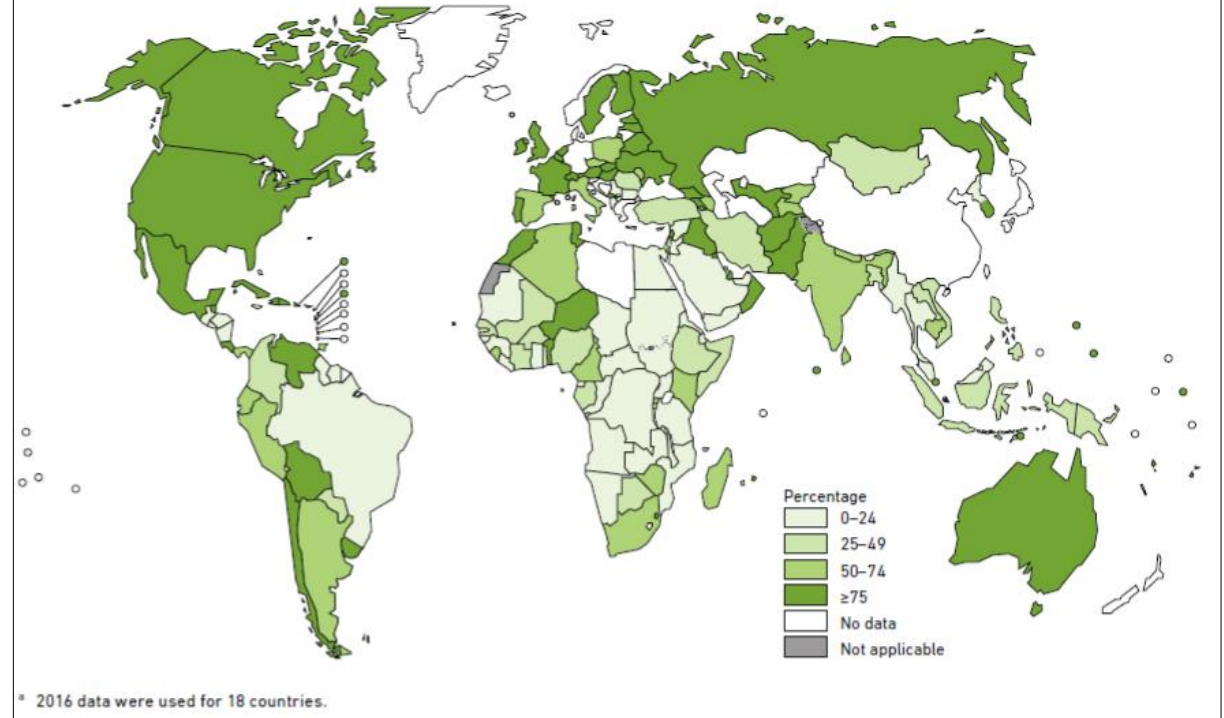 Percentage
0–24
25–49
50–74
≥75
No data
Not applicable
ᵃ 2016 data were used for 18 countries.